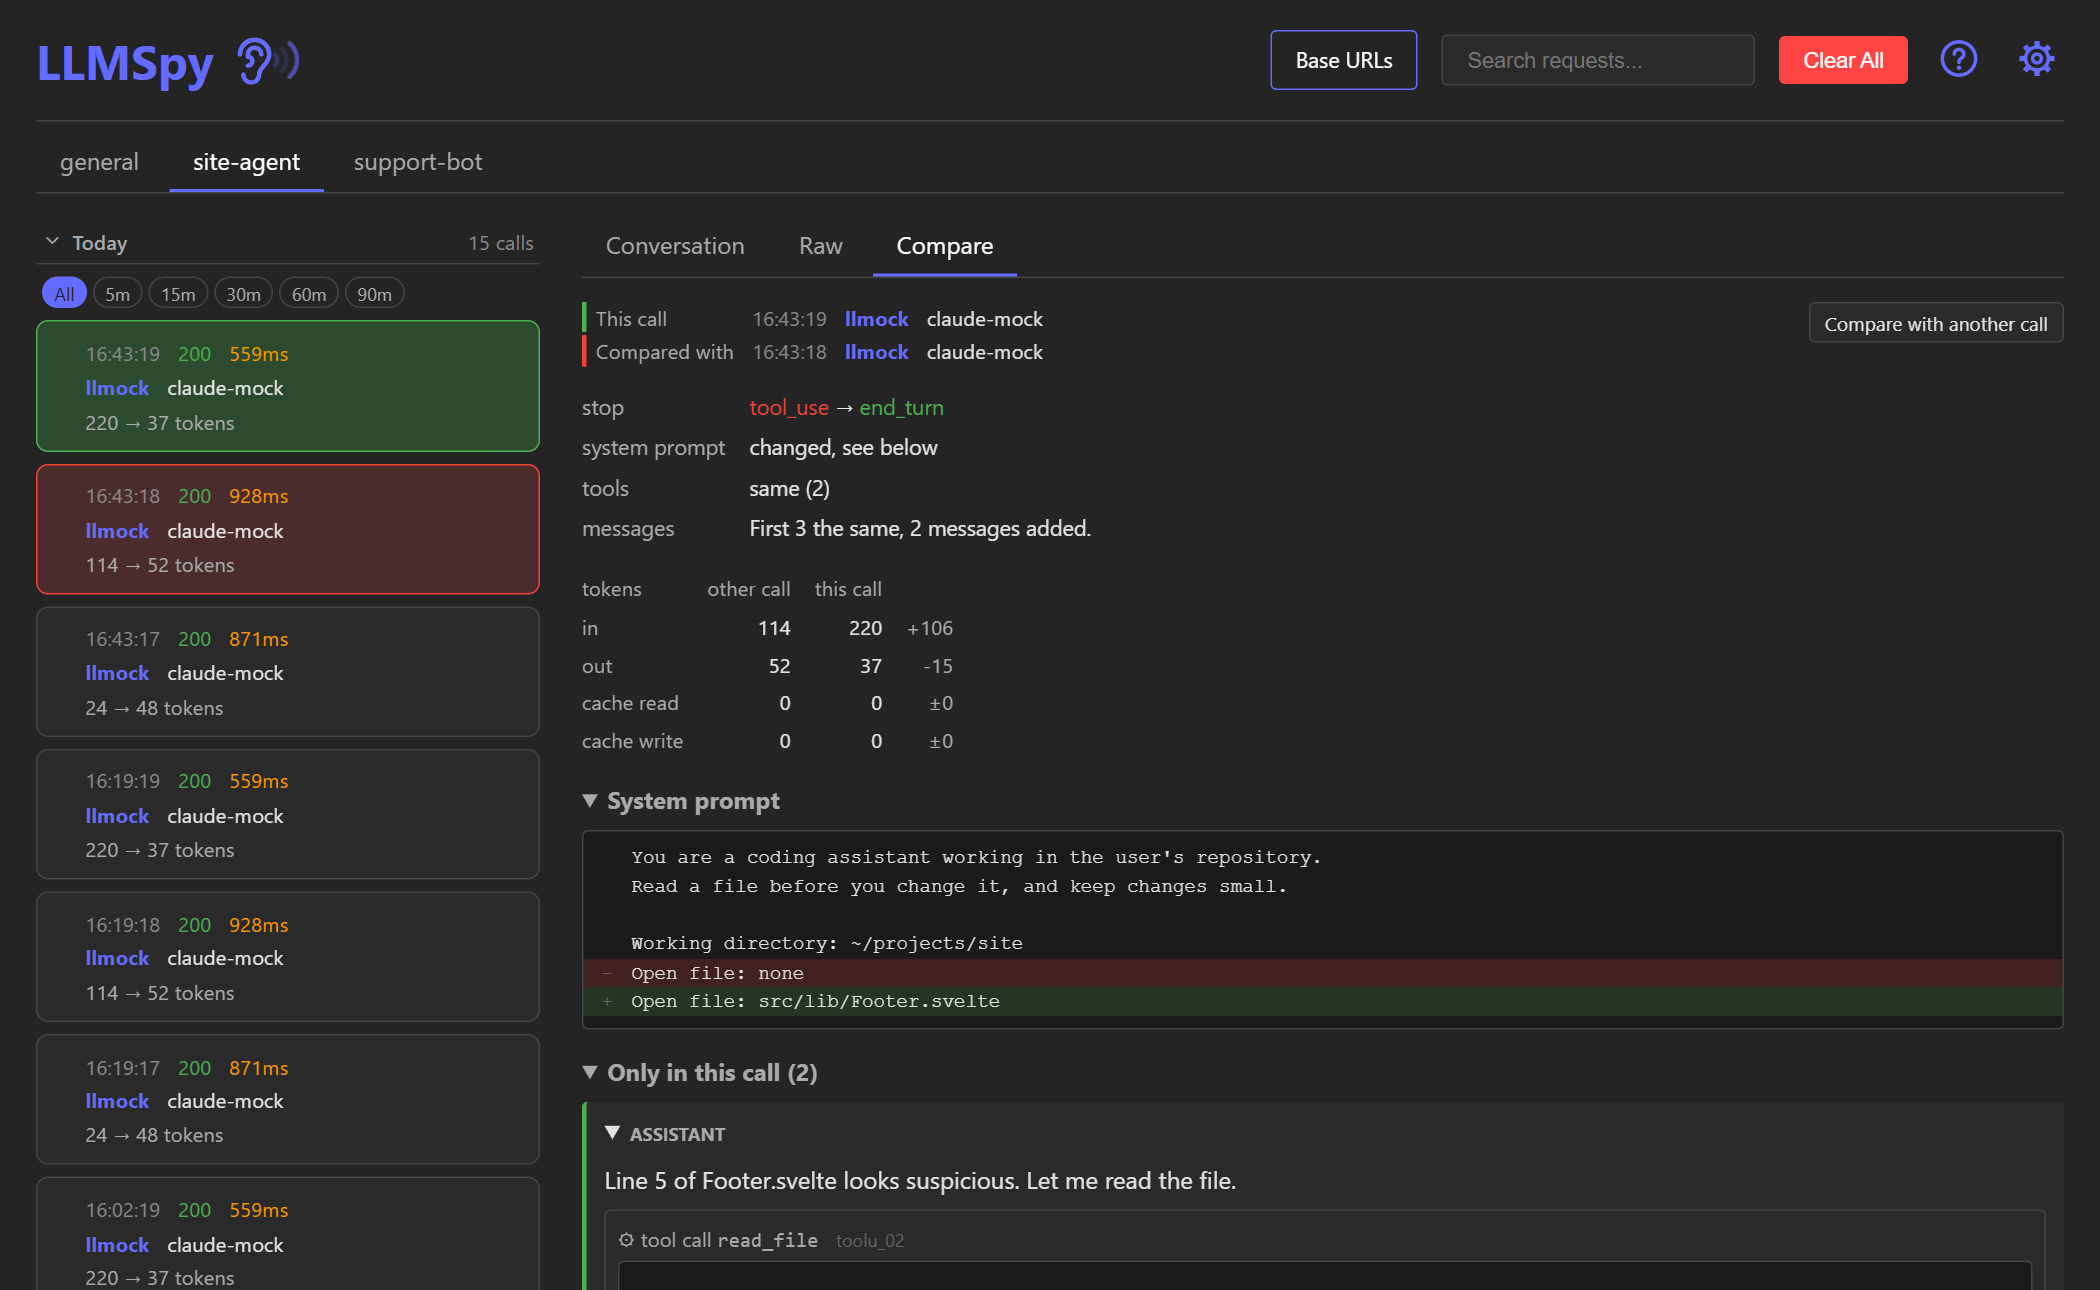 LLMSpy
Base URLs
Search requests...
Clear All
general
site-agent
support-bot
Today
15 calls
All
5m
15m
30m
60m
90m
16:43:19 200 559ms
llmock claude-mock
220 → 37 tokens
16:43:18 200 928ms
llmock claude-mock
114 → 52 tokens
16:43:17 200 871ms
llmock claude-mock
24 → 48 tokens
16:19:19 200 559ms
llmock claude-mock
220 → 37 tokens
16:19:18 200 928ms
llmock claude-mock
114 → 52 tokens
16:19:17 200 871ms
llmock claude-mock
24 → 48 tokens
16:02:19 200 559ms
llmock claude-mock
220 → 37 tokens
Conversation
Raw
Compare
This call 16:43:19 llmock claude-mock
Compared with 16:43:18 llmock claude-mock
Compare with another call
stop tool_use → end_turn
system prompt changed, see below
tools same (2)
messages First 3 the same, 2 messages added.
tokens other call this call
in 114 220 +106
out 52 37 -15
cache read 0 0 ±0
cache write 0 0 ±0
▼ System prompt
You are a coding assistant working in the user's repository.
Read a file before you change it, and keep changes small.
Working directory: ~/projects/site
- Open file: none
+ Open file: src/lib/Footer.svelte
▼ Only in this call (2)
▼ ASSISTANT
Line 5 of Footer.svelte looks suspicious. Let me read the file.
tool call read_file toolu_02